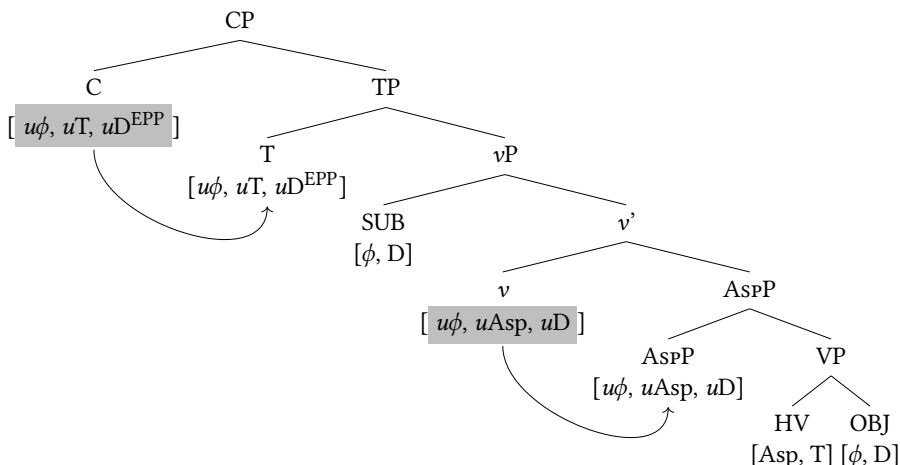 CP
C TP
[ uϕ, uT, uD^EPP ]
T vP
[uϕ, uT, uD^EPP]
SUB v’
[ϕ, D]
v AspP
[ uϕ, uAsp, uD ]
AspP VP
[uϕ, uAsp, uD]
HV OBJ
[Asp, T] [ϕ, D]